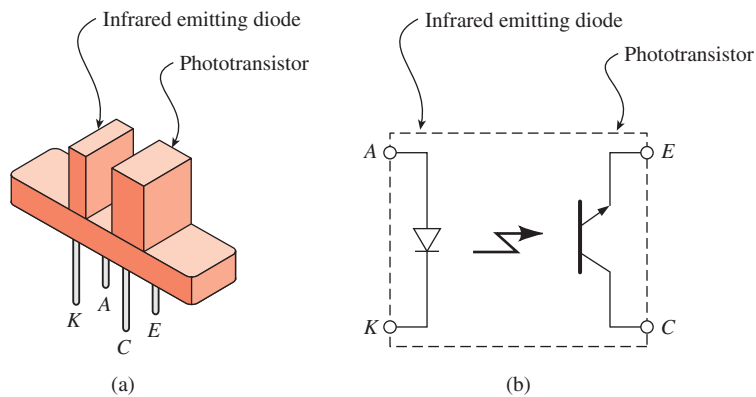 Infrared emitting diode
Phototransistor
K
A
C
E
(a)
Infrared emitting diode
Phototransistor
A
E
K
C
(b)